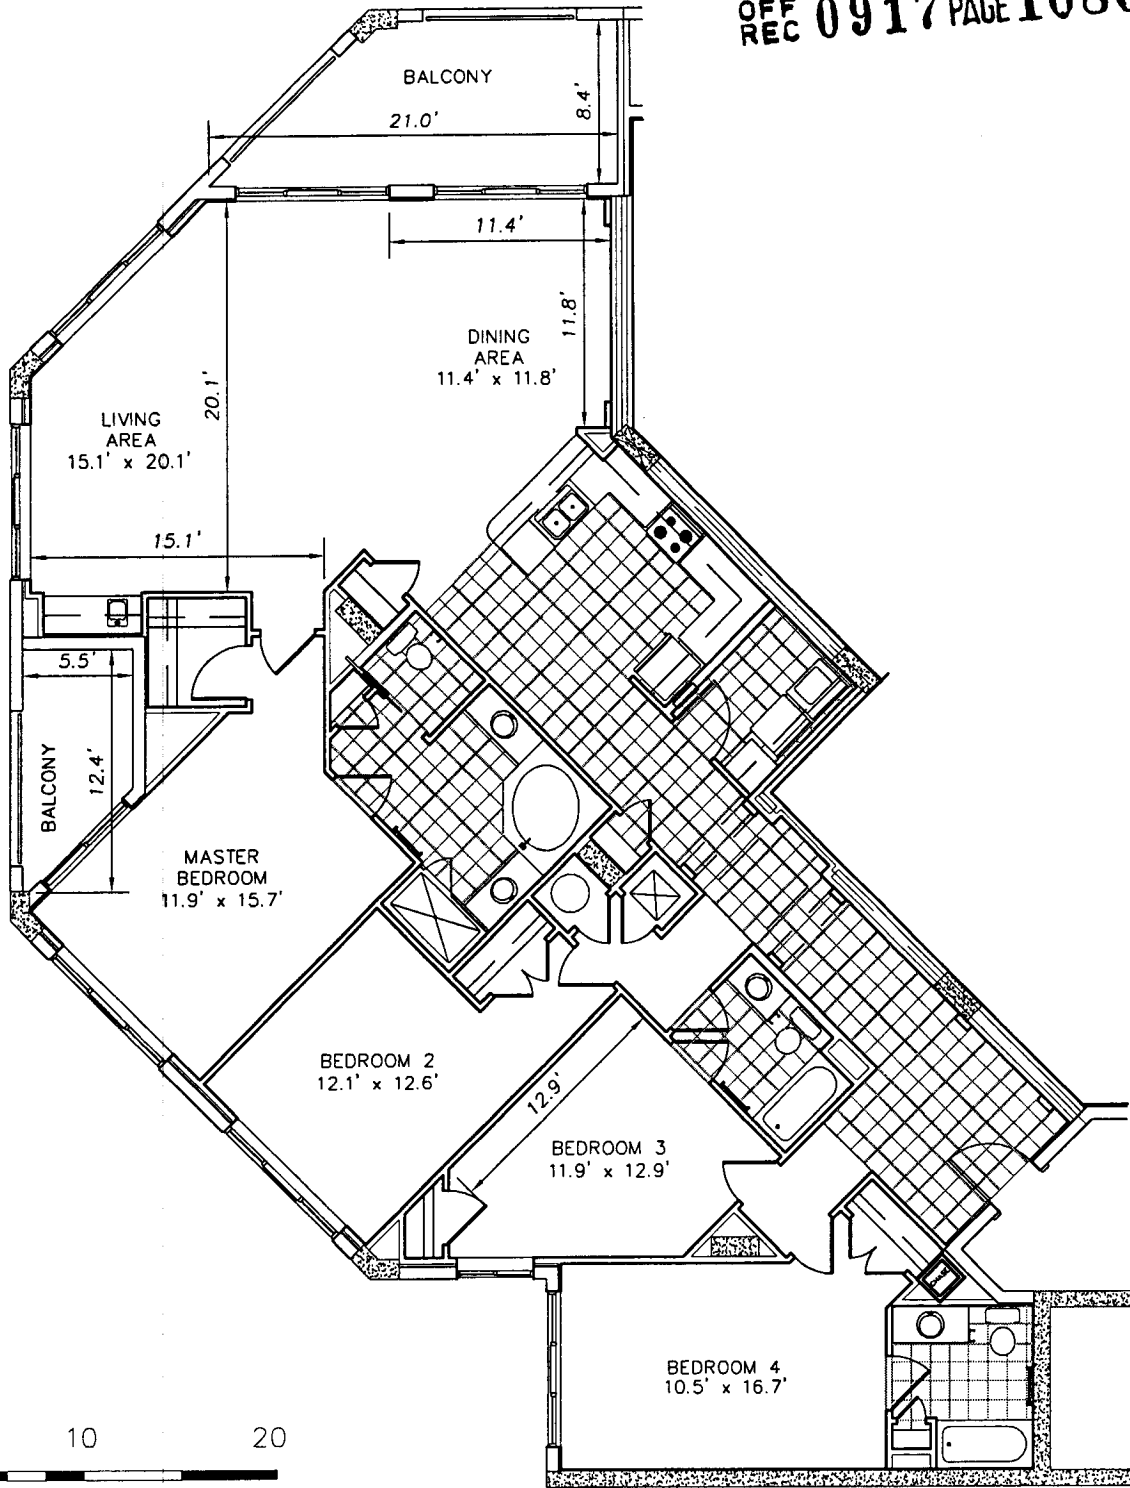 OFF
REC 0917 PAGE
BALCONY
8.4'
21.0'
11.4'
11.8'
DINING
AREA
11.4' x 11.8'
20.1'
LIVING
AREA
15.1' x 20.1'
15.1'
5.5'
BALCONY
12.4'
MASTER
BEDROOM
11.9' x 15.7'
BEDROOM 2
12.1' x 12.6'
12.9'
BEDROOM 3
11.9' x 12.9'
CHASE
BEDROOM 4
10.5' x 16.7'
10 20